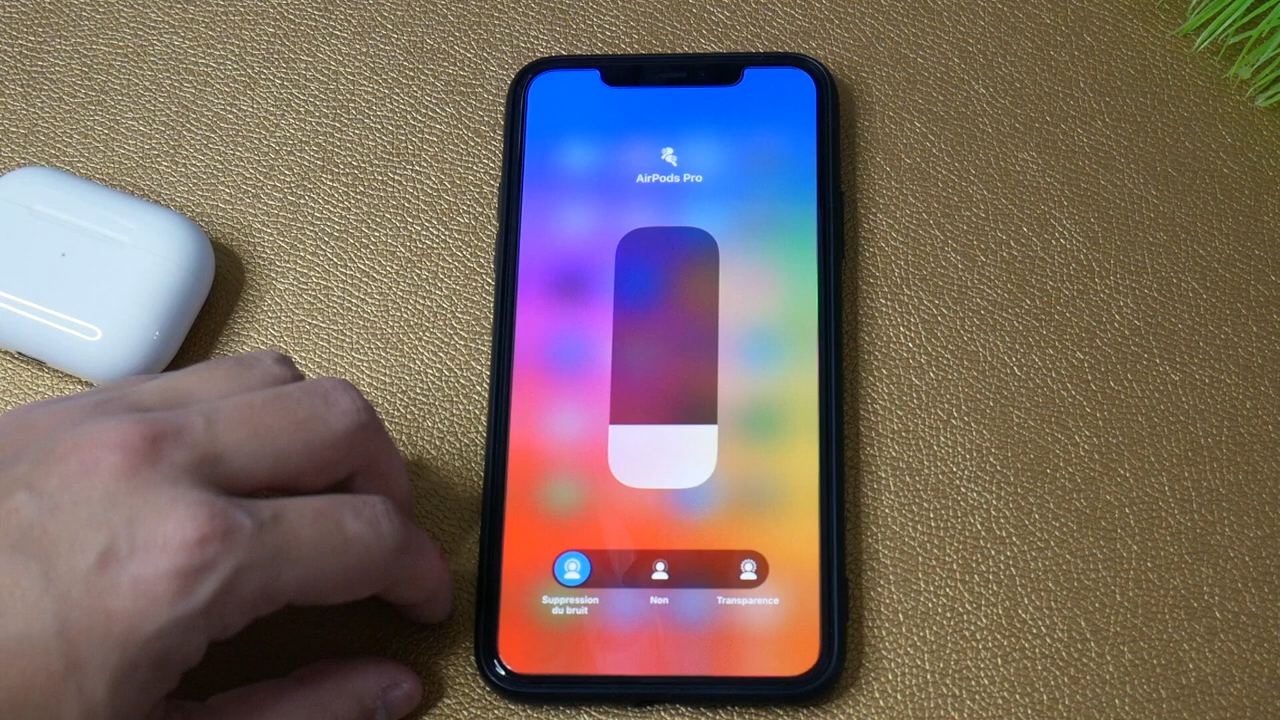 AirPods Pro
Suppression
du bruit
Non
Transparence